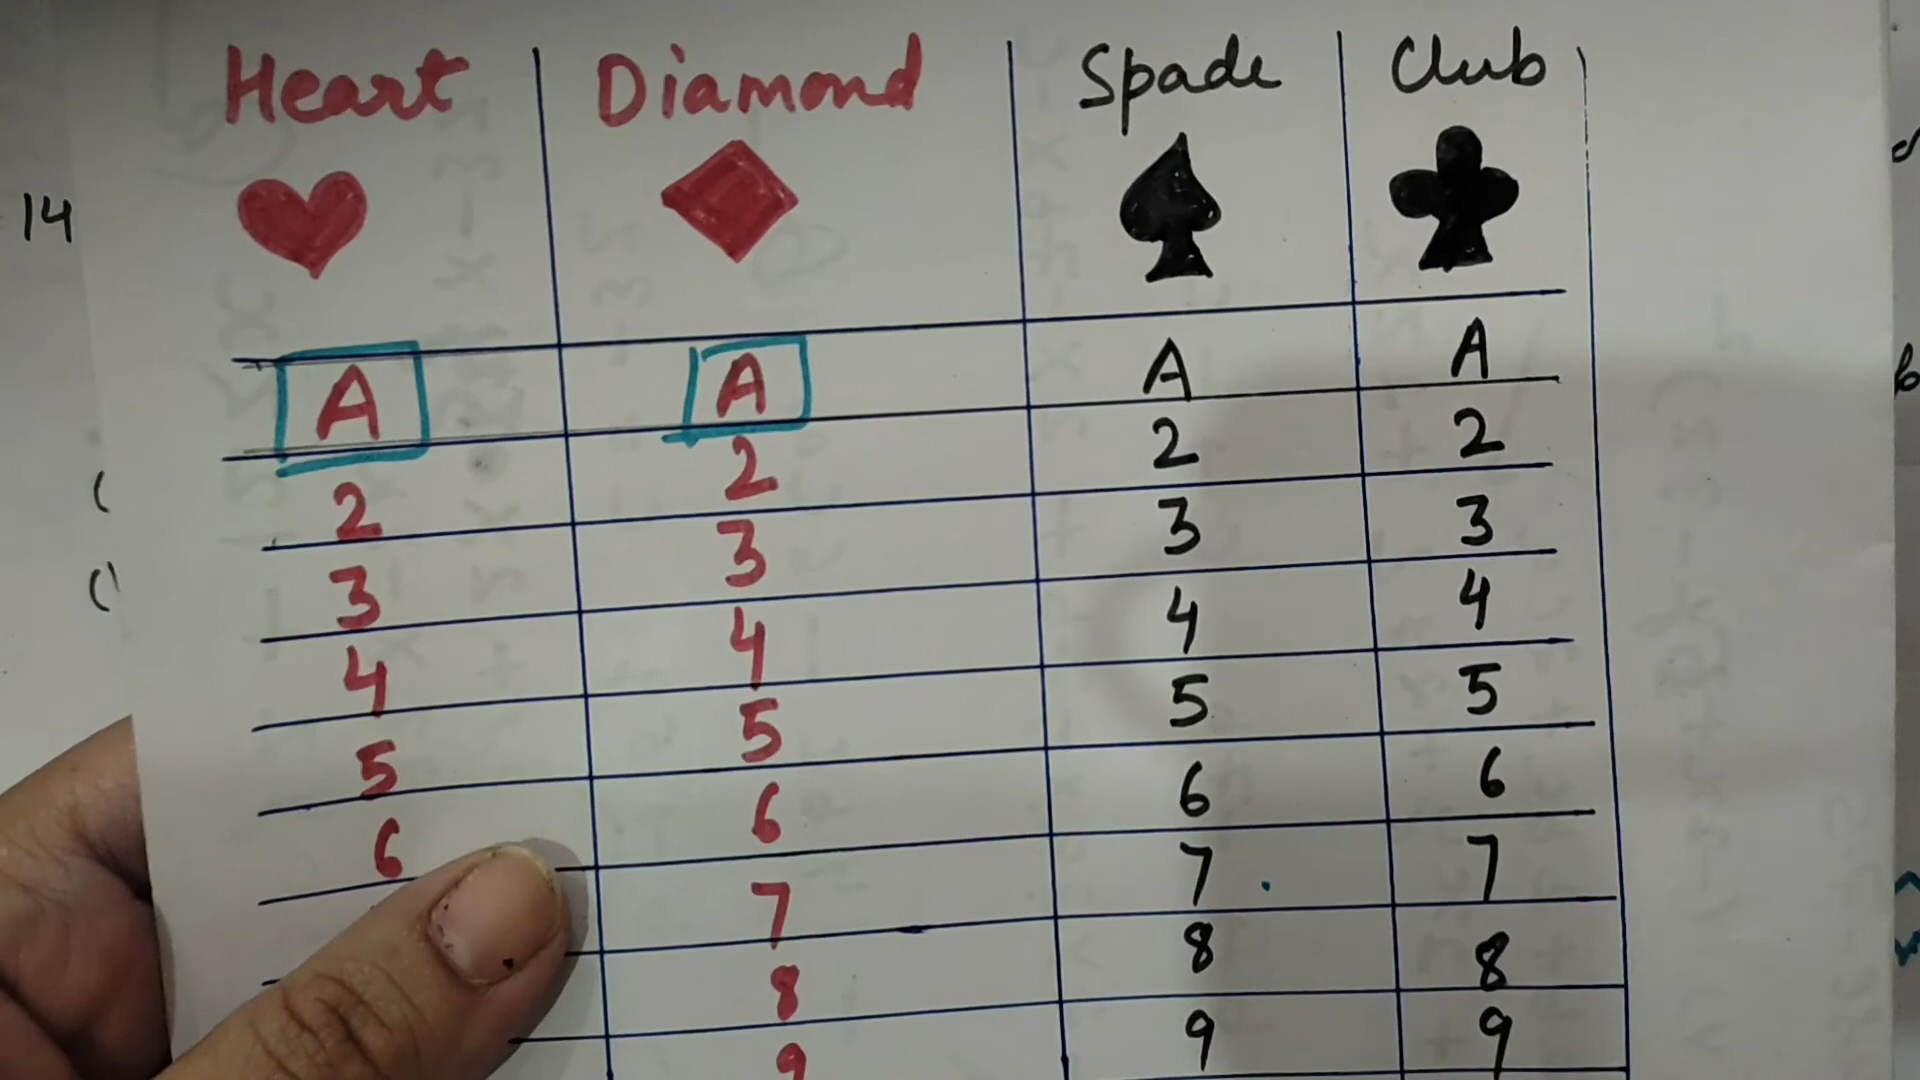 Heart Diamond Spade Club
14
A A A A
2 2 2 2
3 3 3 3
4 4 4 4
5 5 5 5
6 6 6 6
7 7 7
8 8 8
9 9 9